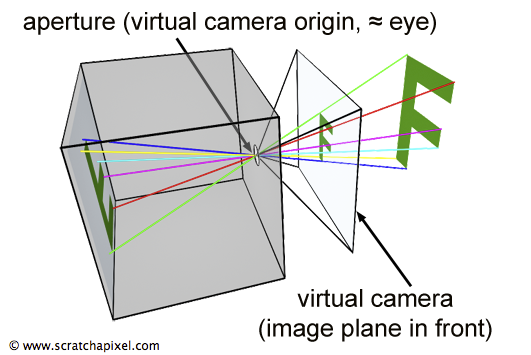 aperture (virtual camera origin, ≈ eye)
virtual camera
(image plane in front)
© www.scratchapixel.com